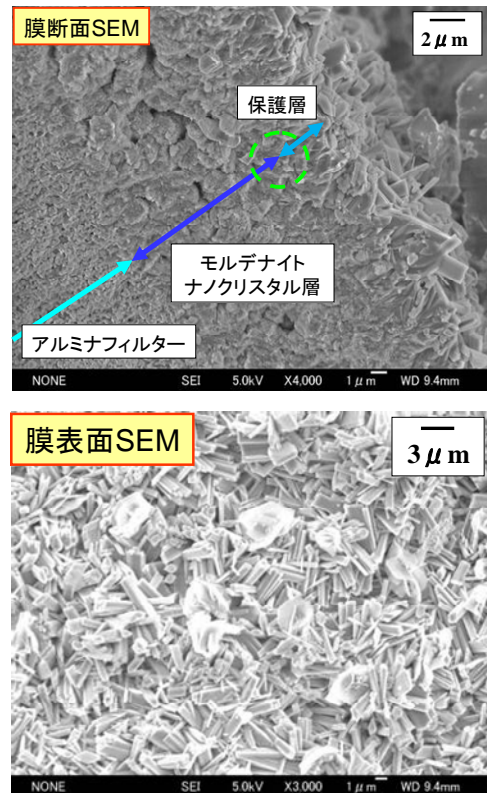 膜断面SEM
2μm
保護層
モルデナイト
ナノクリスタル層
アルミナフィルター
NONE SEI 5.0kV X4,000 1μm WD 9.4mm
膜表面SEM
3μm
NONE SEI 5.0kV X3,000 1μm WD 9.4mm